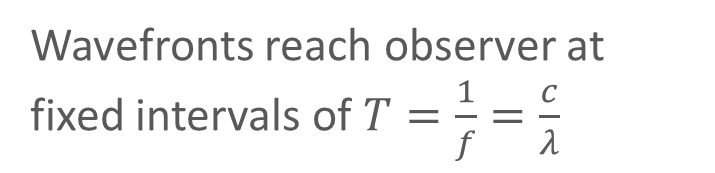 Wavefronts reach observer at
fixed intervals of T = 1/f = c/λ